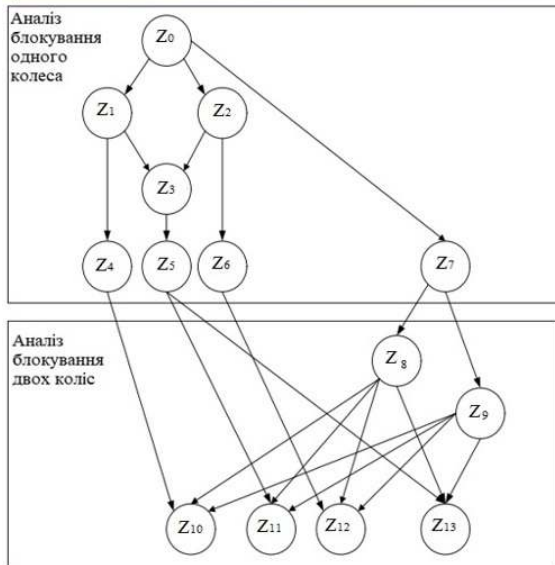 Аналіз
блокування
одного
колеса
Z0
Z1
Z2
Z3
Z4
Z5
Z6
Z7
Аналіз
блокування
двох коліс
Z8
Z9
Z10
Z11
Z12
Z13